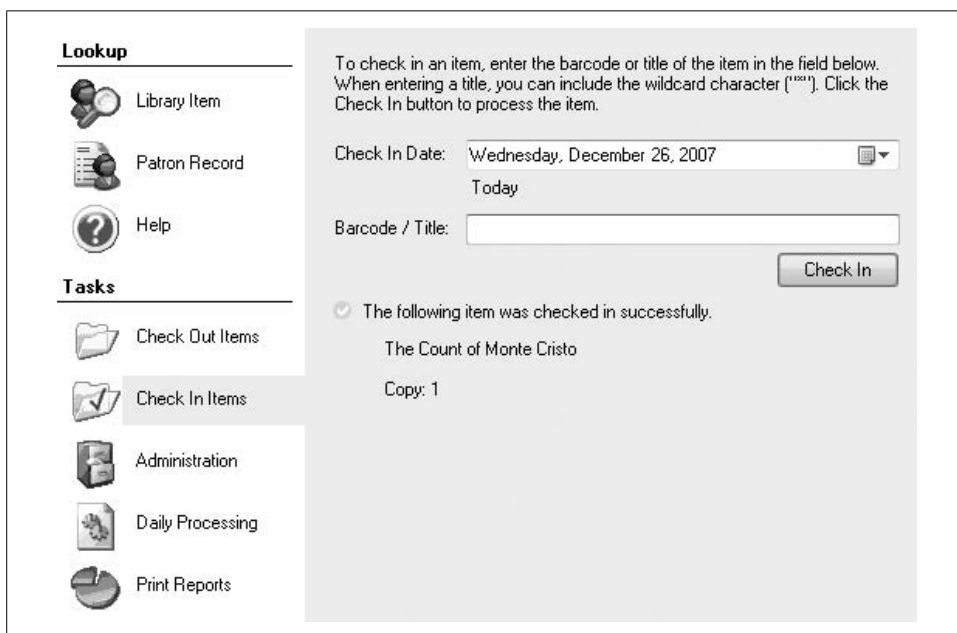 Lookup
Library Item
Patron Record
Help
Tasks
Check Out Items
Check In Items
Administration
Daily Processing
Print Reports
To check in an item, enter the barcode or title of the item in the field below.
When entering a title, you can include the wildcard character ("*"). Click the
Check In button to process the item.
Check In Date: Wednesday, December 26, 2007
Today
Barcode / Title:
Check In
The following item was checked in successfully.
The Count of Monte Cristo
Copy: 1